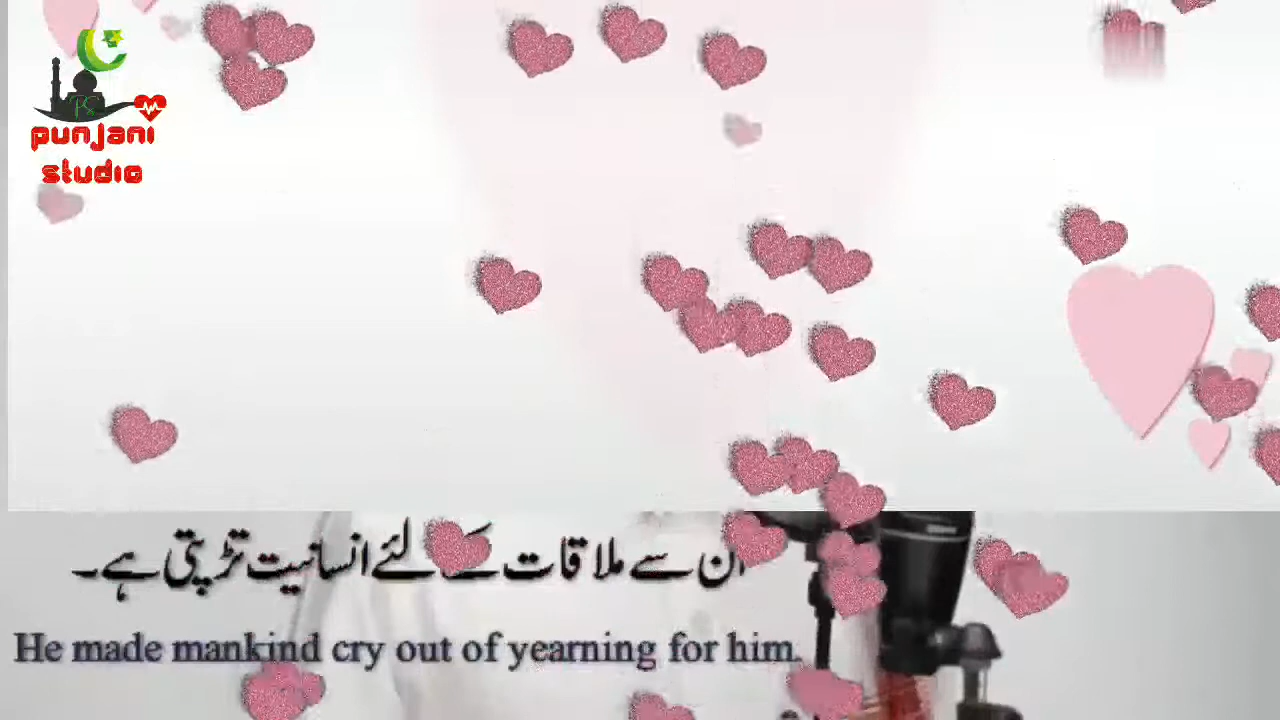 punjani
studio
ان سے ملاقات کے لئے انسانیت تڑپتی ہے۔
He made mankind cry out of yearning for him.